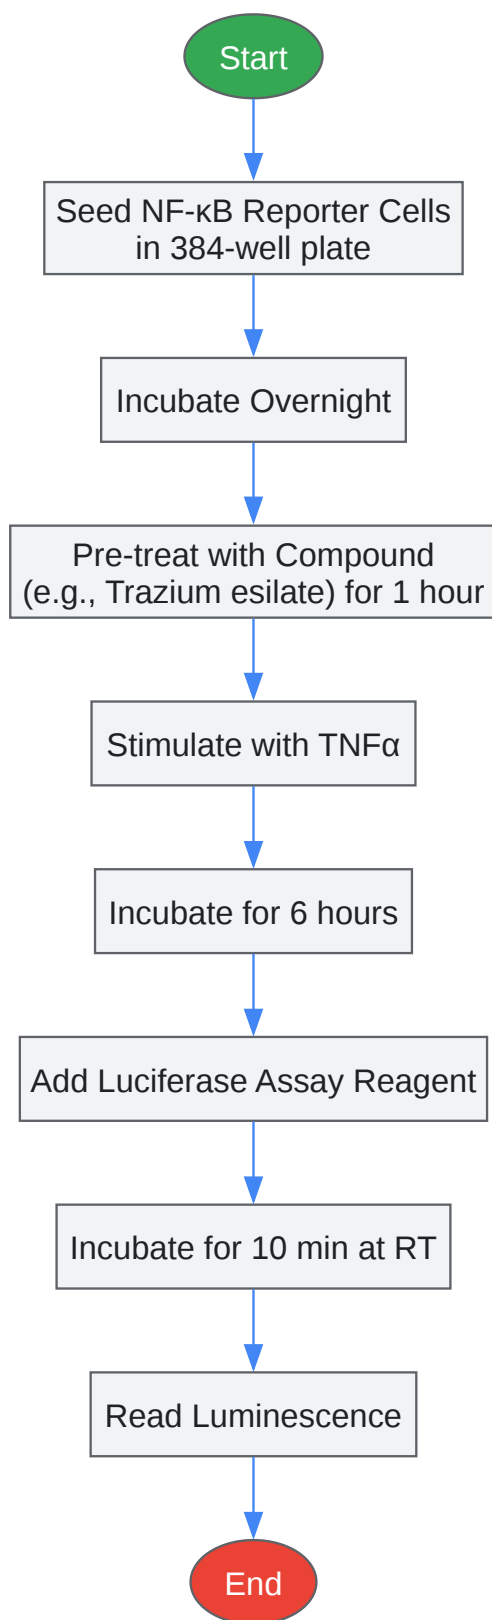 Start
Seed NF-κB Reporter Cells
in 384-well plate
Incubate Overnight
Pre-treat with Compound
(e.g., Trazium esilate) for 1 hour
Stimulate with TNFα
Incubate for 6 hours
Add Luciferase Assay Reagent
Incubate for 10 min at RT
Read Luminescence
End